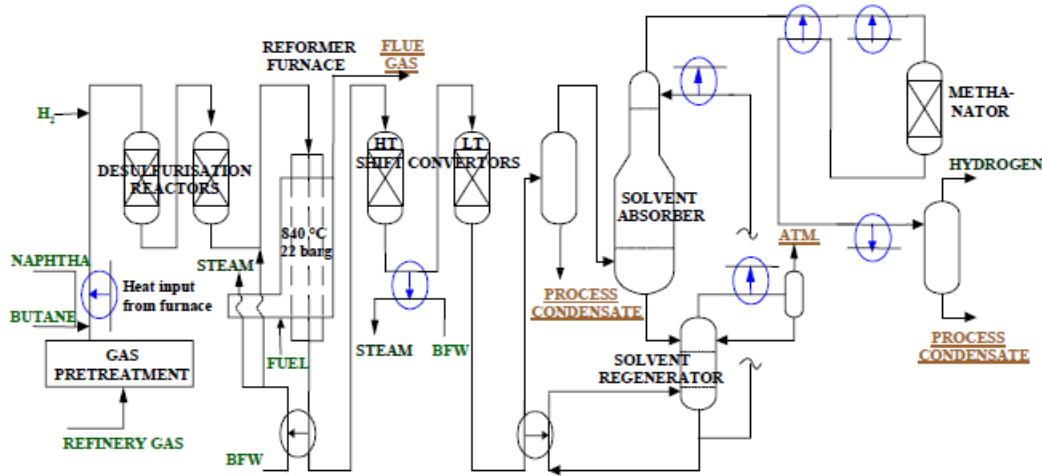 REFORMER
FURNACE
FLUE
GAS
H2
DESULFURISATION
REACTORS
HT
LT
SHIFT CONVERTORS
METHA-
NATOR
HYDROGEN
SOLVENT
ABSORBER
840 °C
22 barg
ATM.
NAPHTHA
STEAM
Heat input
from furnace
BUTANE
PROCESS
CONDENSATE
PROCESS
CONDENSATE
STEAM
BFW
FUEL
GAS
PRETREATMENT
SOLVENT
REGENERATOR
REFINERY GAS
BFW